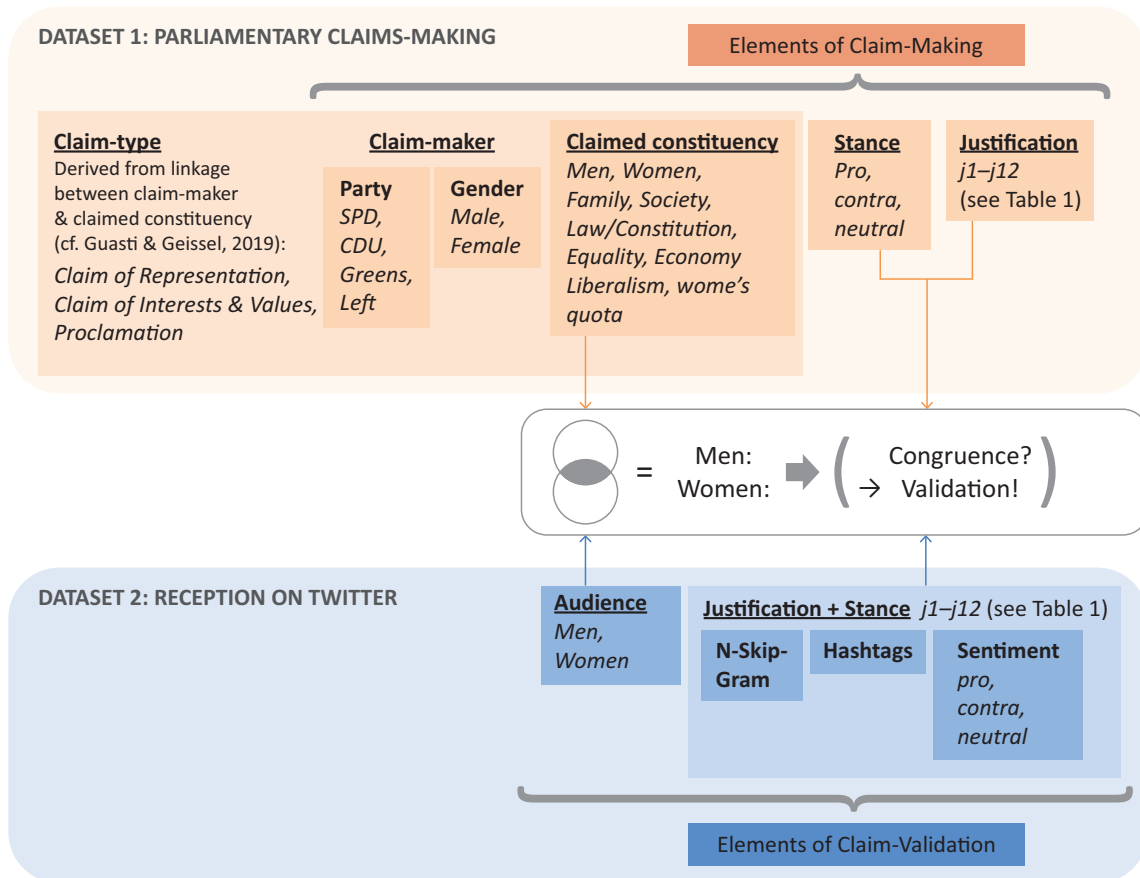 DATASET 1: PARLIAMENTARY CLAIMS-MAKING
Elements of Claim-Making
Claim-type
Derived from linkage
between claim-maker
& claimed constituency
(cf. Guasti & Geissel, 2019):
Claim of Representation,
Claim of Interests & Values,
Proclamation
Claim-maker
Party
SPD,
CDU,
Greens,
Left
Gender
Male,
Female
Claimed constituency
Men, Women,
Family, Society,
Law/Constitution,
Equality, Economy
Liberalism, wome's
quota
Stance
Pro,
contra,
neutral
Justification
j1–j12
(see Table 1)
= Men:
Women:
( Congruence? )
→ Validation!
DATASET 2: RECEPTION ON TWITTER
Audience
Men,
Women
Justification + Stance j1–j12 (see Table 1)
N-Skip-
Gram
Hashtags
Sentiment
pro,
contra,
neutral
Elements of Claim-Validation